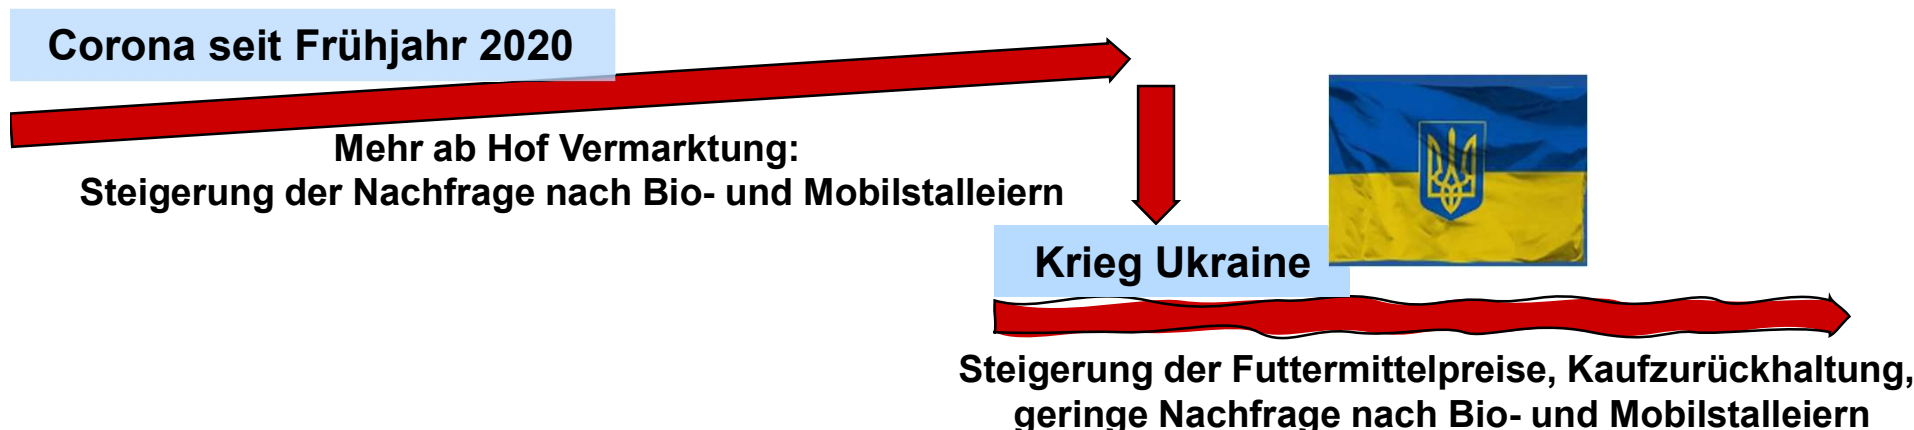 Corona seit Frühjahr 2020
Mehr ab Hof Vermarktung:
Steigerung der Nachfrage nach Bio- und Mobilstalleiern
Krieg Ukraine
Steigerung der Futtermittelpreise, Kaufzurückhaltung,
geringe Nachfrage nach Bio- und Mobilstalleiern